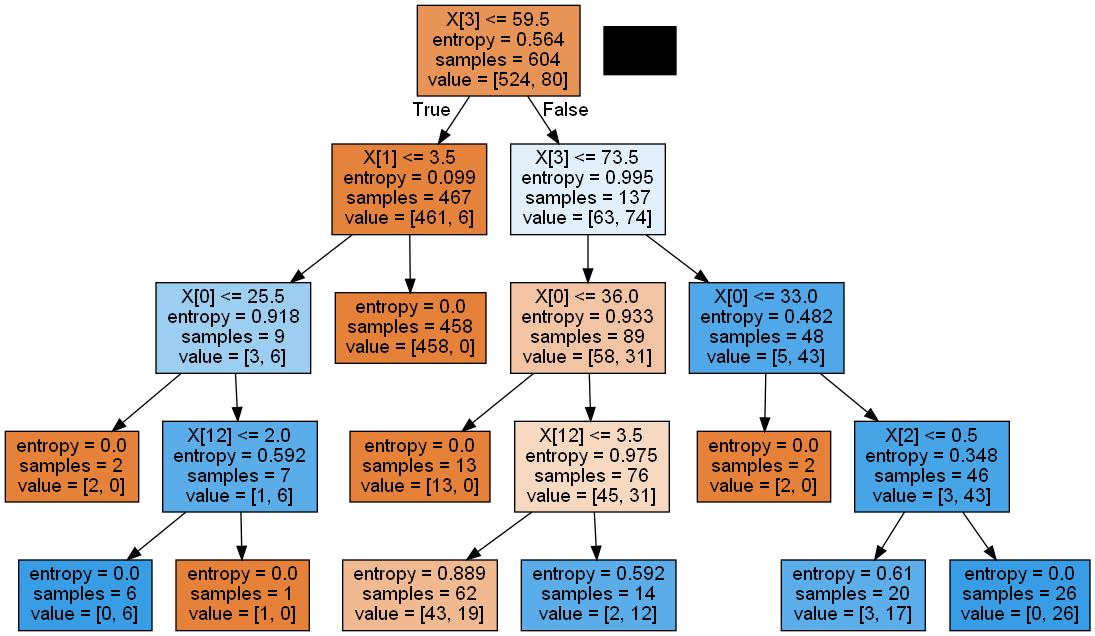 X[3] <= 59.5
entropy = 0.564
samples = 604
value = [524, 80]
True
False
X[1] <= 3.5
entropy = 0.099
samples = 467
value = [461, 6]
X[3] <= 73.5
entropy = 0.995
samples = 137
value = [63, 74]
X[0] <= 25.5
entropy = 0.918
samples = 9
value = [3, 6]
entropy = 0.0
samples = 458
value = [458, 0]
X[0] <= 36.0
entropy = 0.933
samples = 89
value = [58, 31]
X[0] <= 33.0
entropy = 0.482
samples = 48
value = [5, 43]
entropy = 0.0
samples = 2
value = [2, 0]
X[12] <= 2.0
entropy = 0.592
samples = 7
value = [1, 6]
entropy = 0.0
samples = 13
value = [13, 0]
X[12] <= 3.5
entropy = 0.975
samples = 76
value = [45, 31]
entropy = 0.0
samples = 2
value = [2, 0]
X[2] <= 0.5
entropy = 0.348
samples = 46
value = [3, 43]
entropy = 0.0
samples = 6
value = [0, 6]
entropy = 0.0
samples = 1
value = [1, 0]
entropy = 0.889
samples = 62
value = [43, 19]
entropy = 0.592
samples = 14
value = [2, 12]
entropy = 0.61
samples = 20
value = [3, 17]
entropy = 0.0
samples = 26
value = [0, 26]